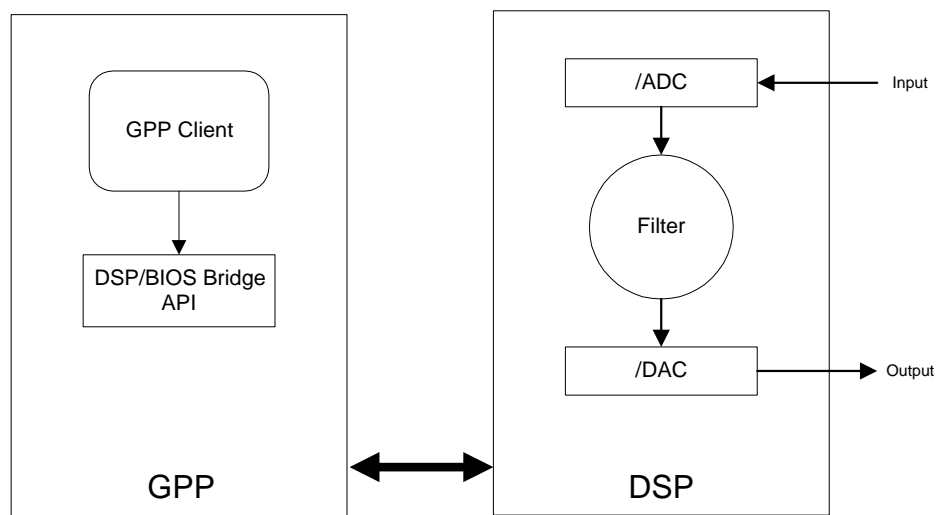 GPP Client
DSP/BIOS Bridge
API
GPP
/ADC
Input
Filter
/DAC
Output
DSP